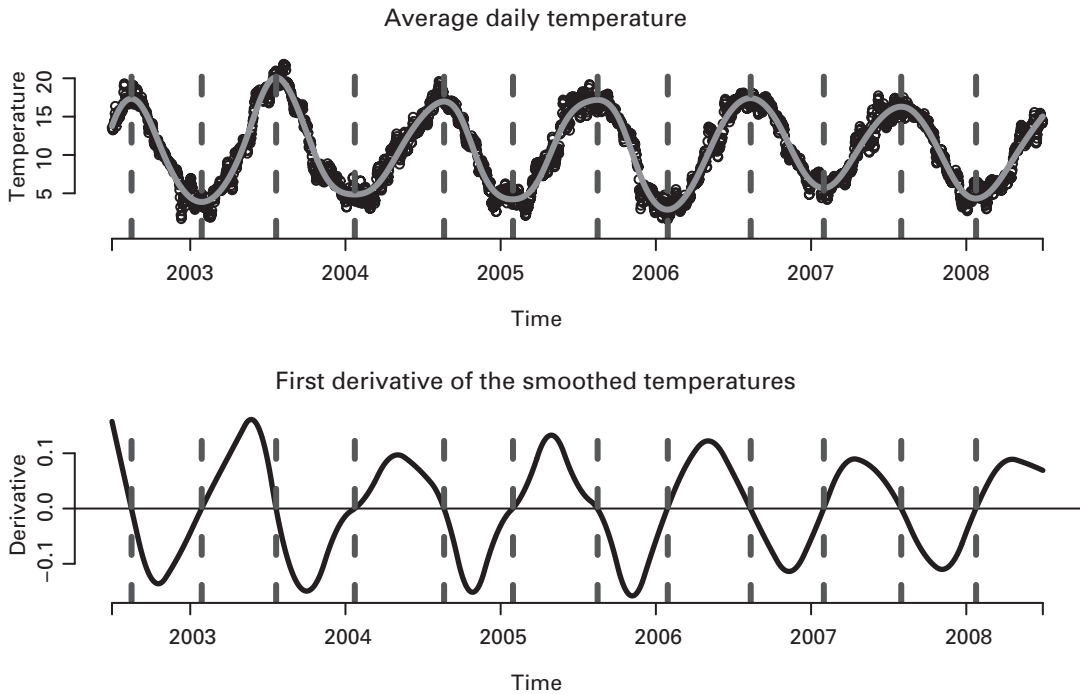 Average daily temperature
Temperature
20
15
10
5
2003 2004 2005 2006 2007 2008
Time
First derivative of the smoothed temperatures
Derivative
0.1
0.0
−0.1
2003 2004 2005 2006 2007 2008
Time